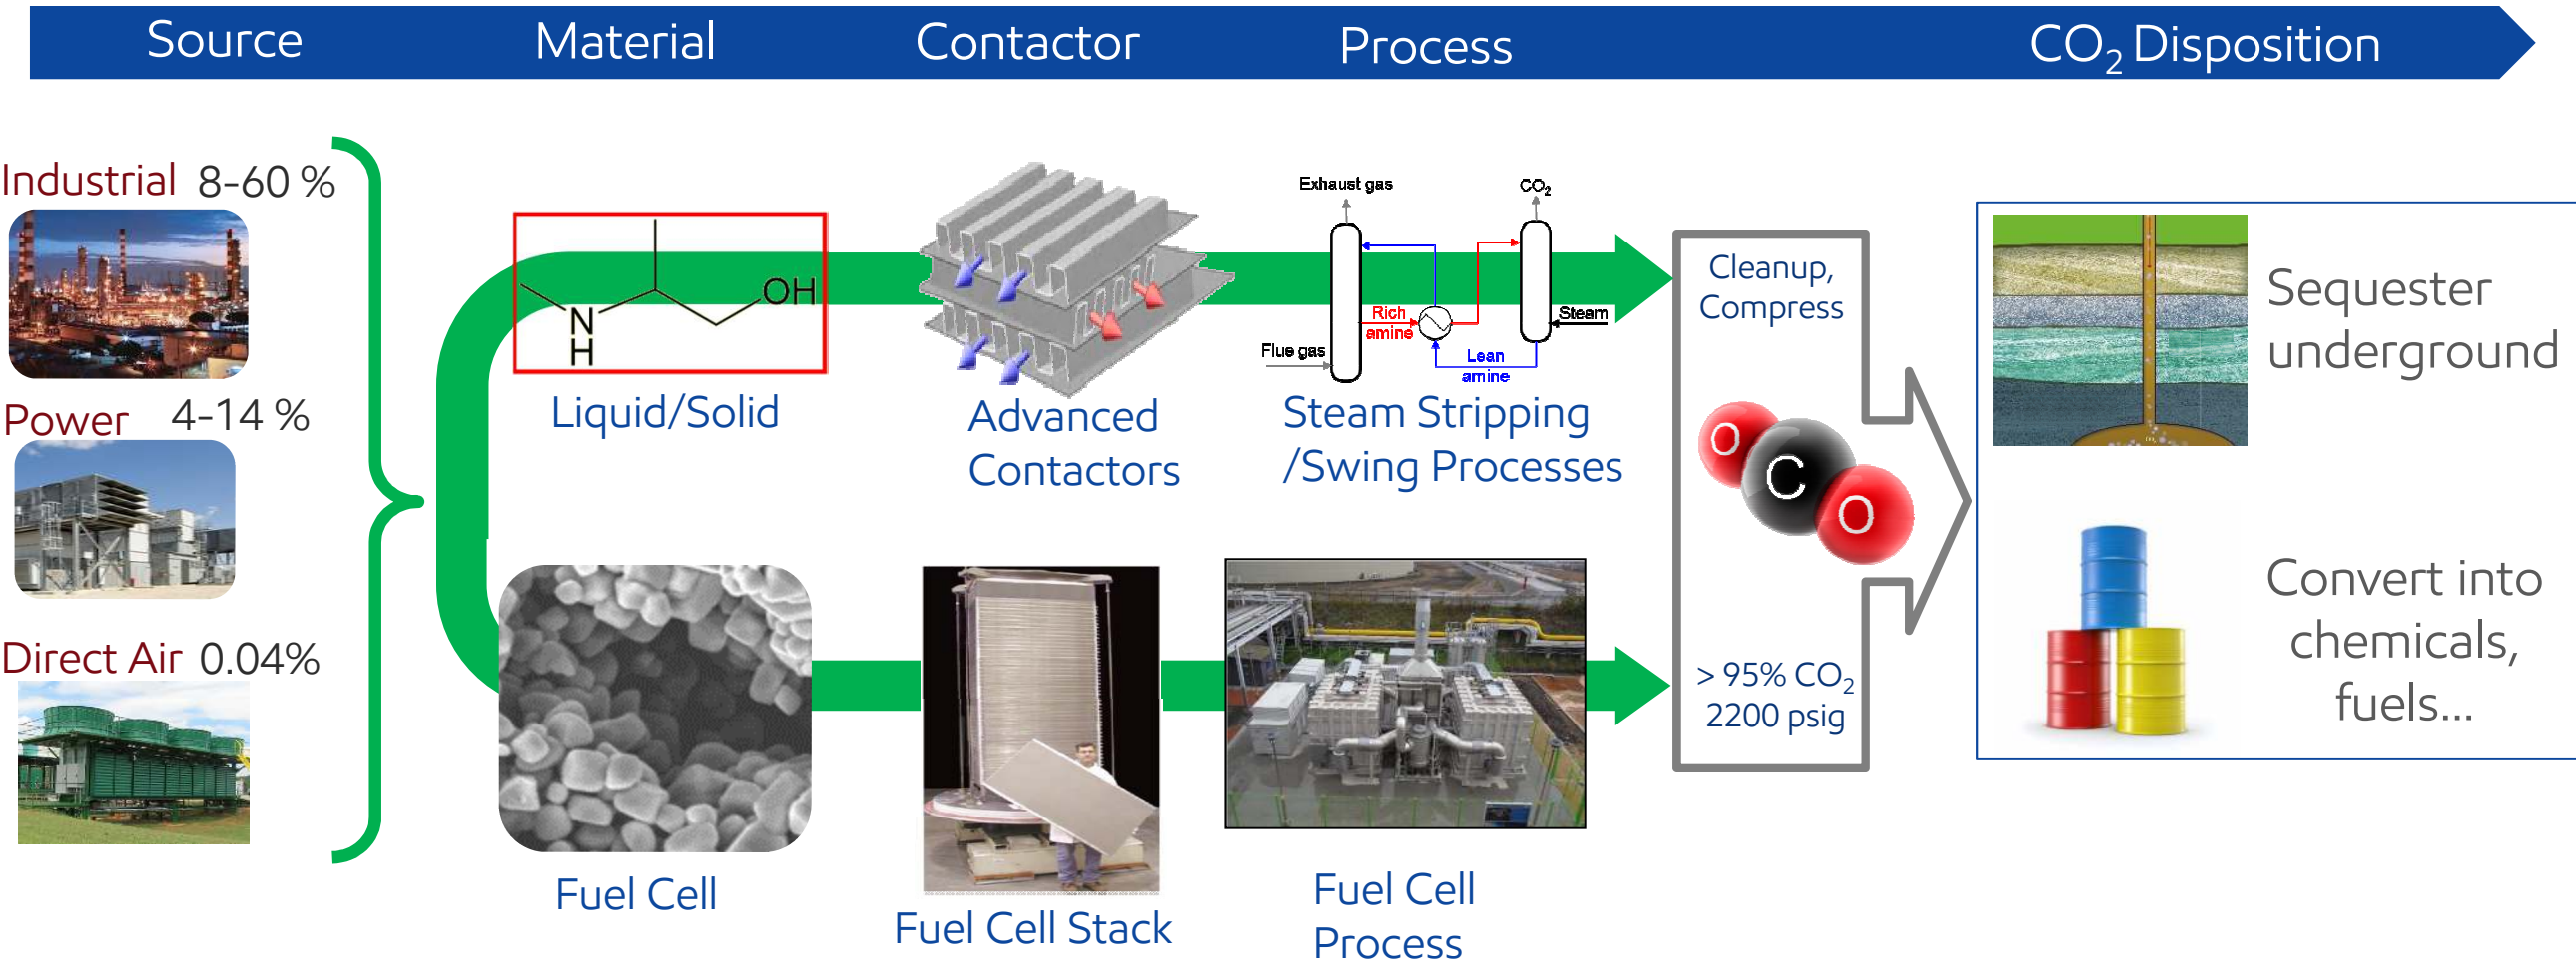 Source
Material
Contactor
Process
CO₂ Disposition
Industrial 8-60 %
Power 4-14 %
Direct Air 0.04%
N
H
OH
Liquid/Solid
Advanced
Contactors
Exhaust gas
CO₂
Rich
amine
Steam
Flue gas
Lean
amine
Steam Stripping
/Swing Processes
Fuel Cell
Fuel Cell Stack
Fuel Cell
Process
Cleanup,
Compress
O
C
O
> 95% CO₂
2200 psig
Sequester
underground
Convert into
chemicals,
fuels...